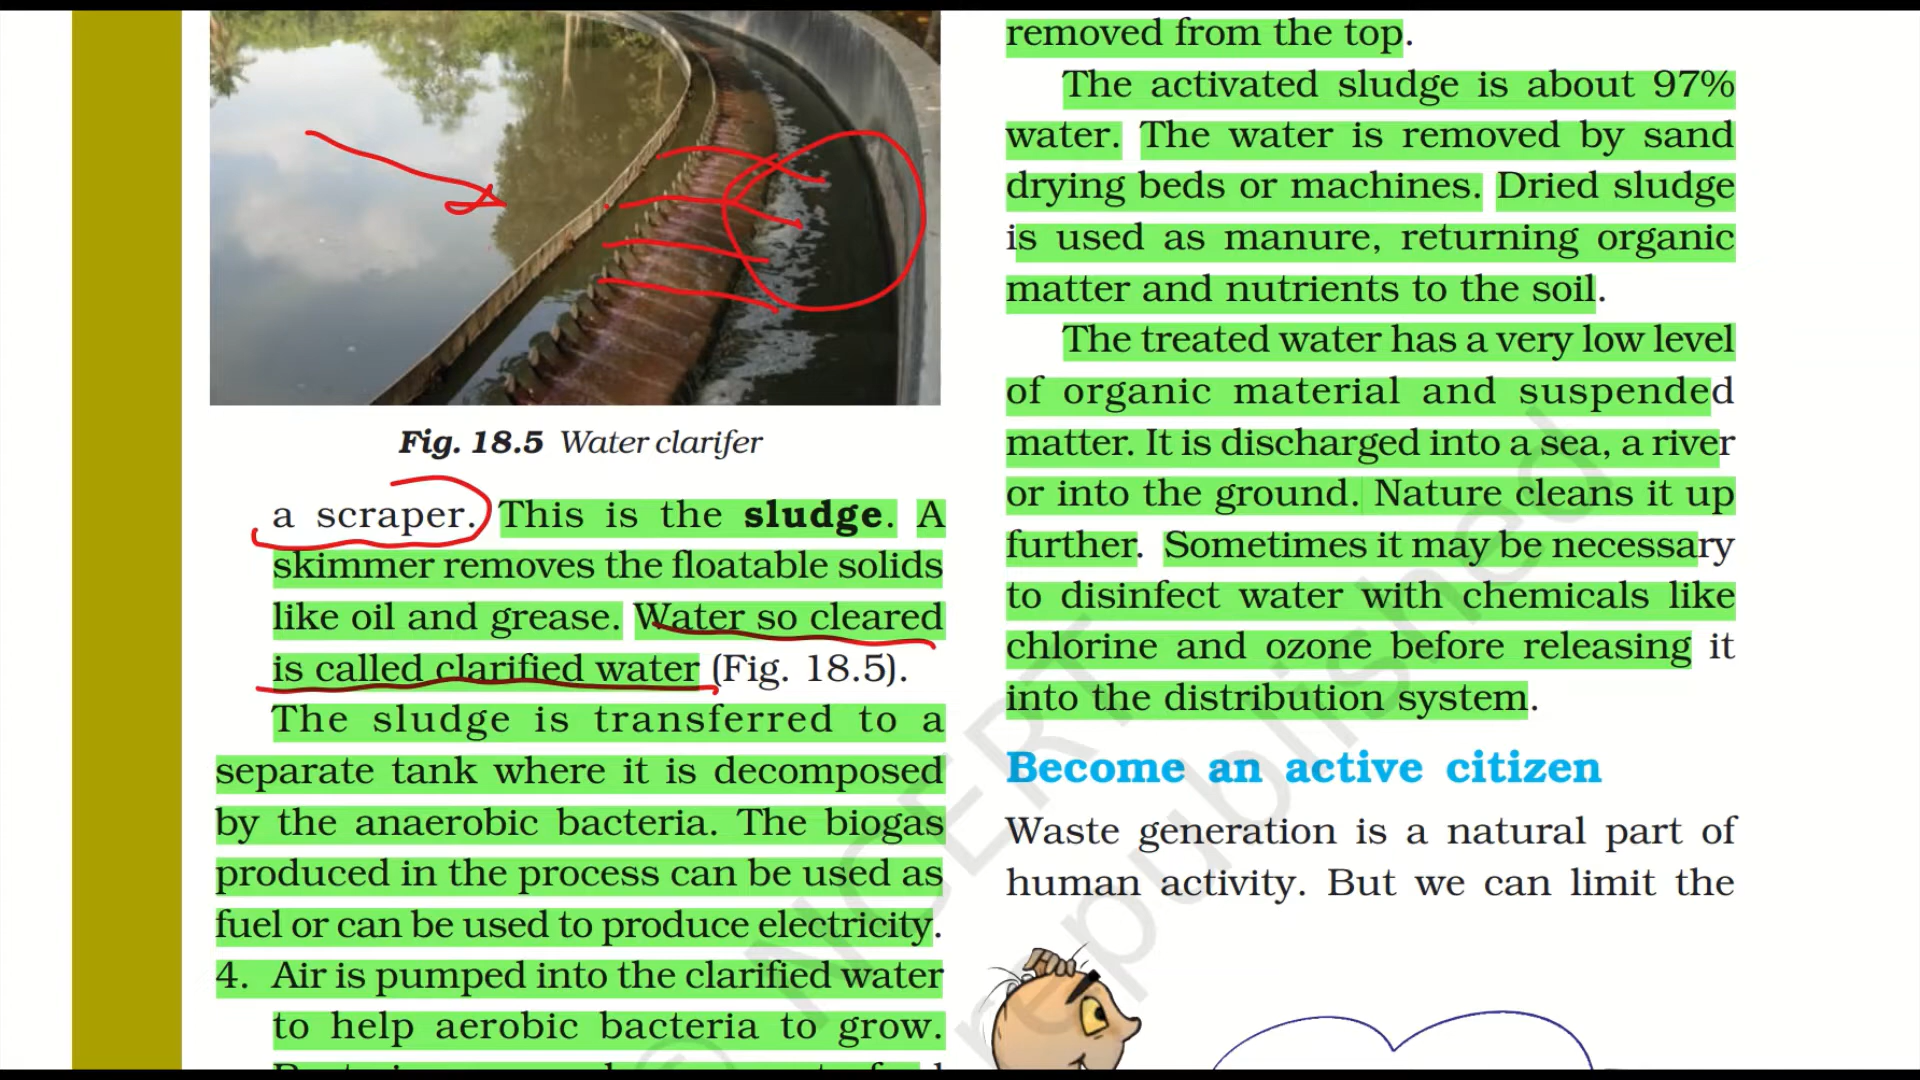 Fig. 18.5 Water clarifer
a scraper. This is the sludge. A
skimmer removes the floatable solids
like oil and grease. Water so cleared
is called clarified water (Fig. 18.5).
The sludge is transferred to a
separate tank where it is decomposed
by the anaerobic bacteria. The biogas
produced in the process can be used as
fuel or can be used to produce electricity.
4. Air is pumped into the clarified water
to help aerobic bacteria to grow.
removed from the top.
The activated sludge is about 97%
water. The water is removed by sand
drying beds or machines. Dried sludge
is used as manure, returning organic
matter and nutrients to the soil.
The treated water has a very low level
of organic material and suspended
matter. It is discharged into a sea, a river
or into the ground. Nature cleans it up
further. Sometimes it may be necessary
to disinfect water with chemicals like
chlorine and ozone before releasing it
into the distribution system.
Become an active citizen
Waste generation is a natural part of
human activity. But we can limit the
© NCERT
republished